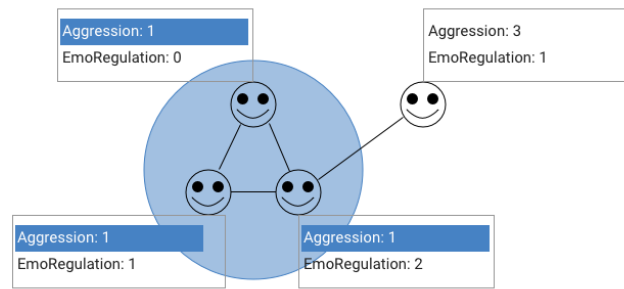 Aggression: 1
EmoRegulation: 0
Aggression: 3
EmoRegulation: 1
Aggression: 1
EmoRegulation: 1
Aggression: 1
EmoRegulation: 2